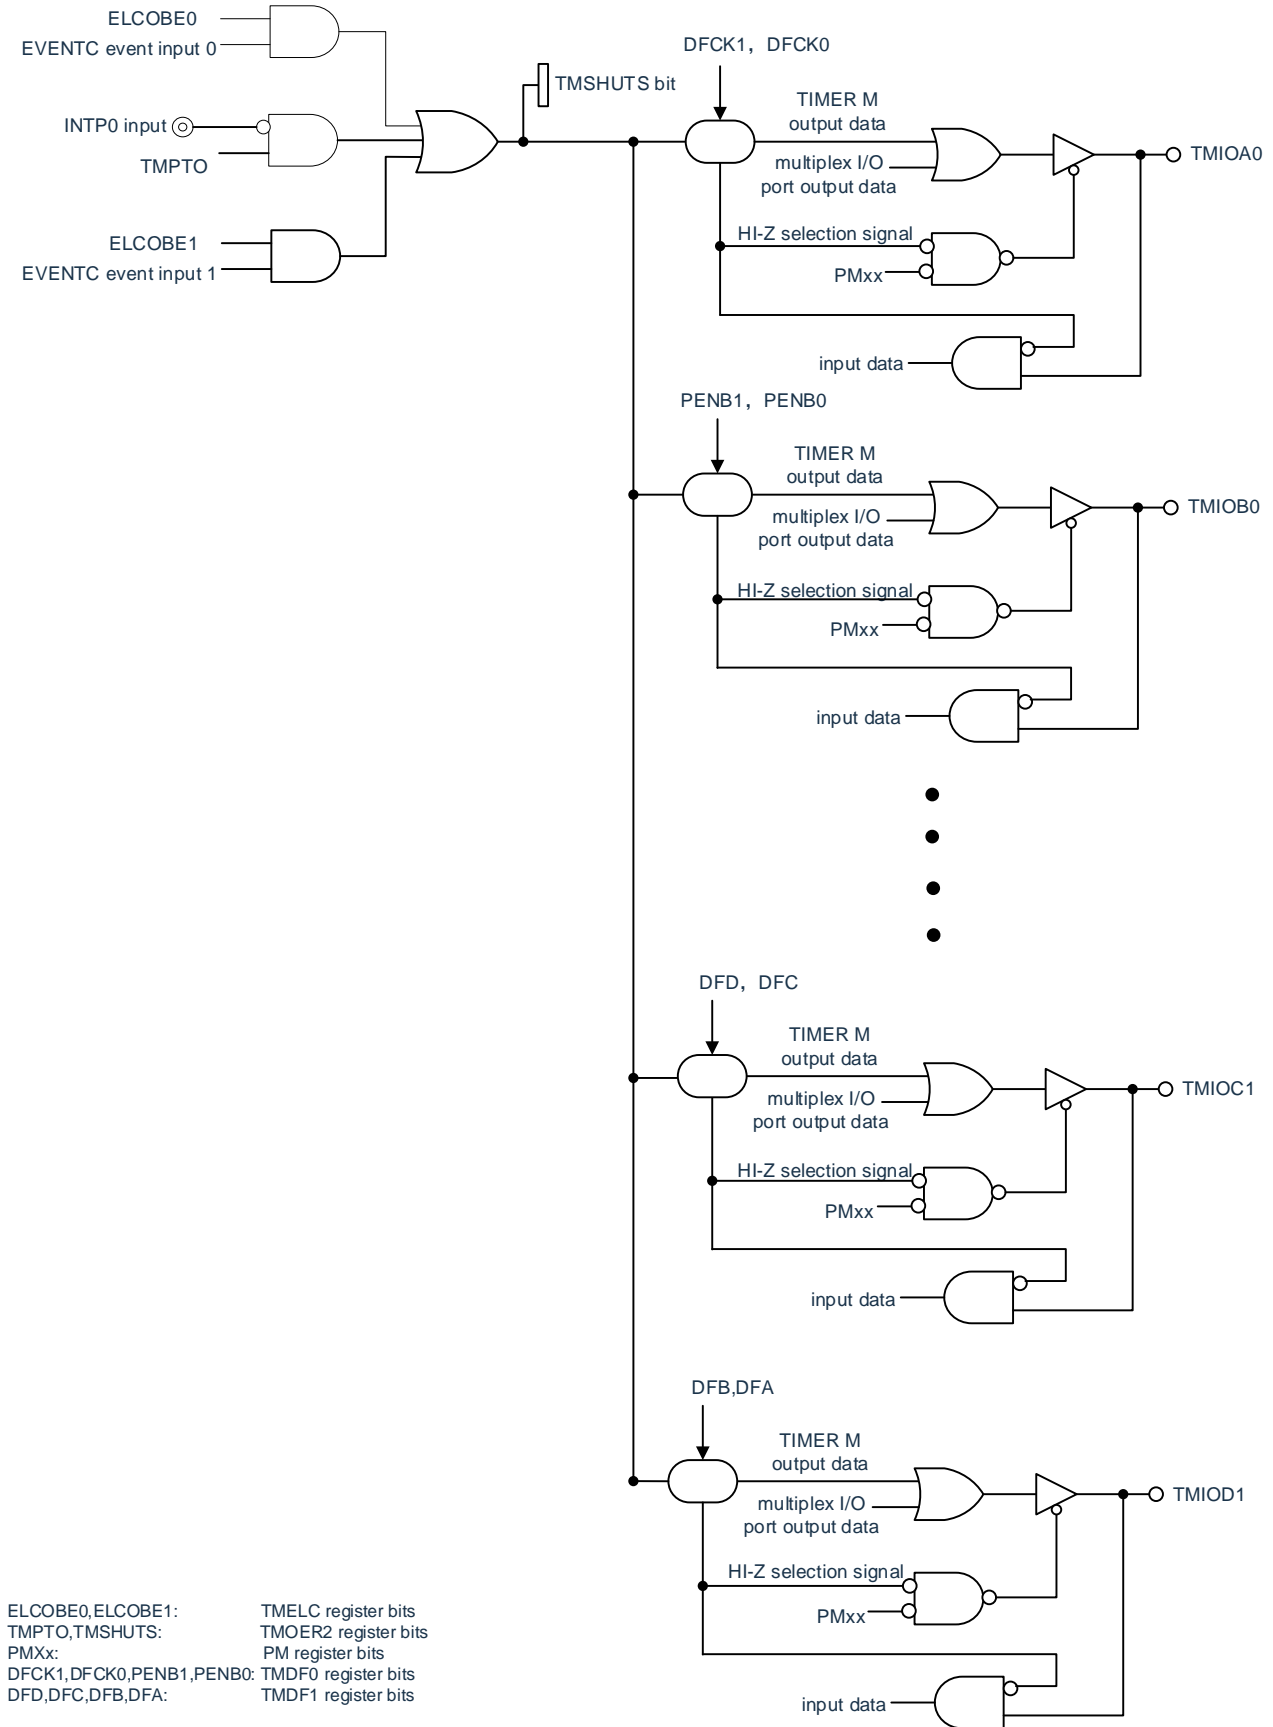 ELCOBE0
EVENTC event input 0
INTP0 input
TMPTO
ELCOBE1
EVENTC event input 1
TMSHUTS bit
DFCK1, DFCK0
TIMER M
output data
multiplex I/O
port output data
HI-Z selection signal
PMxx
input data
TMIOA0
PENB1, PENB0
TIMER M
output data
multiplex I/O
port output data
HI-Z selection signal
PMxx
input data
TMIOB0
DFD, DFC
TIMER M
output data
multiplex I/O
port output data
HI-Z selection signal
PMxx
input data
TMIOC1
DFB,DFA
TIMER M
output data
multiplex I/O
port output data
HI-Z selection signal
PMxx
input data
TMIOD1
ELCOBE0,ELCOBE1: TMELC register bits
TMPTO,TMSHUTS: TMOER2 register bits
PMXx: PM register bits
DFCK1,DFCK0,PENB1,PENB0: TMDF0 register bits
DFD,DFC,DFB,DFA: TMDF1 register bits